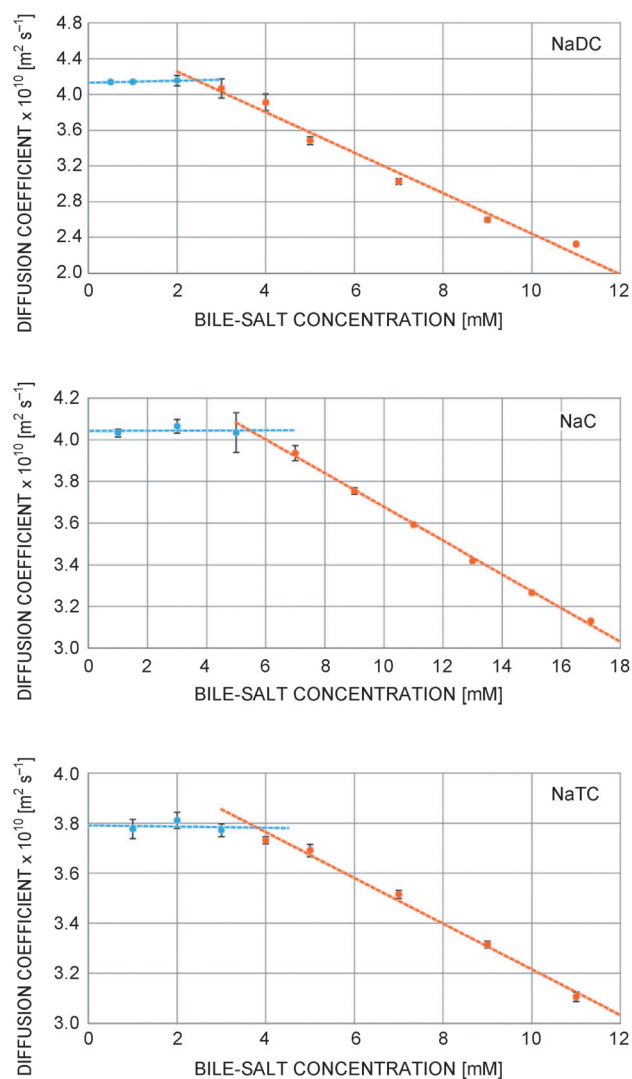 DIFFUSION COEFFICIENT x 10¹⁰ [m² s⁻¹]
4.8
4.4
4.0
3.6
3.2
2.8
2.4
2.0
NaDC
0 2 4 6 8 10 12
BILE-SALT CONCENTRATION [mM]
DIFFUSION COEFFICIENT x 10¹⁰ [m² s⁻¹]
4.2
4.0
3.8
3.6
3.4
3.2
3.0
NaC
0 2 4 6 8 10 12 14 16 18
BILE-SALT CONCENTRATION [mM]
DIFFUSION COEFFICIENT x 10¹⁰ [m² s⁻¹]
4.0
3.8
3.6
3.4
3.2
3.0
NaTC
0 2 4 6 8 10 12
BILE-SALT CONCENTRATION [mM]